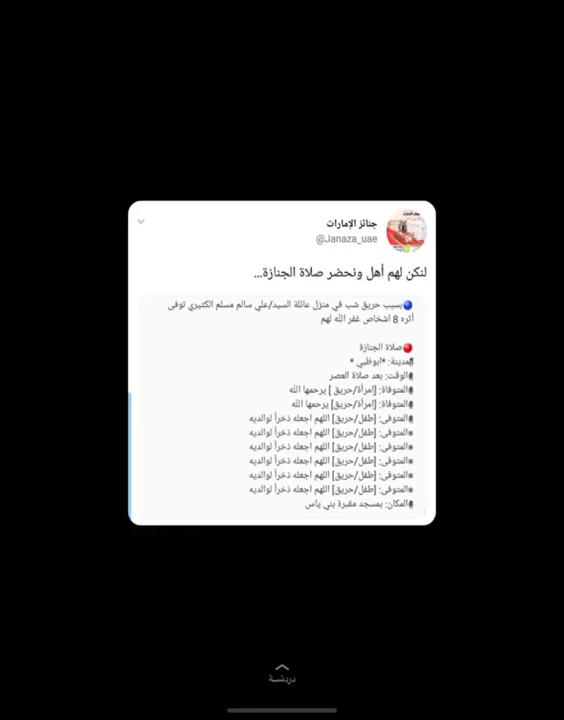 جنائز الإمارات
@Janaza_uae
لنكن لهم أهل ونحضر صلاة الجنازة...
🔵بسبب حريق شب في منزل عائلة السيد/علي سالم مسلم الكثيري توفى
أثره 8 اشخاص غفر الله لهم
🔴صلاة الجنازة
المدينة: *ابوظبي *
الوقت: بعد صلاة العصر
المتوفاة: [إمرأة/حريق ] يرحمها الله
المتوفاة: [إمرأة/حريق] يرحمها الله
*المتوفى: [طفل/حريق] اللهم اجعله ذخراً لوالديه
*المتوفى: [طفل/حريق] اللهم اجعله ذخراً لوالديه
*المتوفى: [طفل/حريق] اللهم اجعله ذخراً لوالديه
*المتوفى: [طفل/حريق] اللهم اجعله ذخراً لوالديه
*المتوفى: [طفل/حريق] اللهم اجعله ذخراً لوالديه
*المتوفى: [طفل/حريق] اللهم اجعله ذخراً لوالديه
المكان: بمسجد مقبرة بني ياس
دردشة